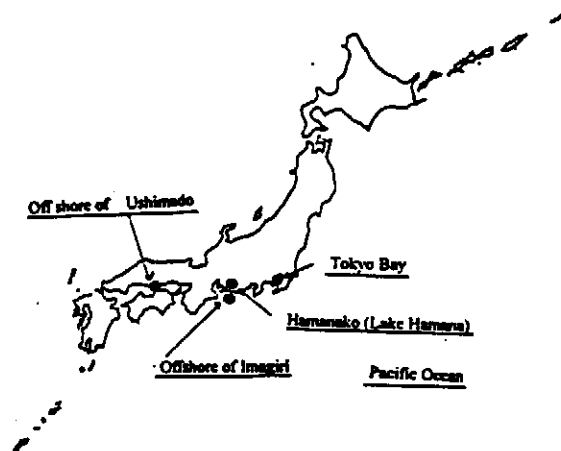 Off shore of Ushimado
Tokyo Bay
Hamanako (Lake Hamana)
Offshore of Imagiri
Pacific Ocean